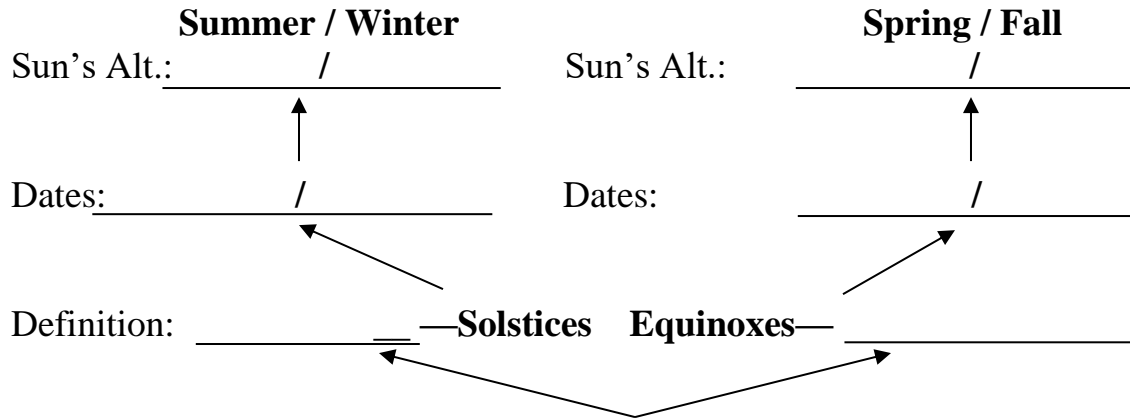 Summer / Winter Spring / Fall
Sun’s Alt.: / Sun’s Alt.: /
Dates: / Dates: /
Definition: —Solstices Equinoxes—